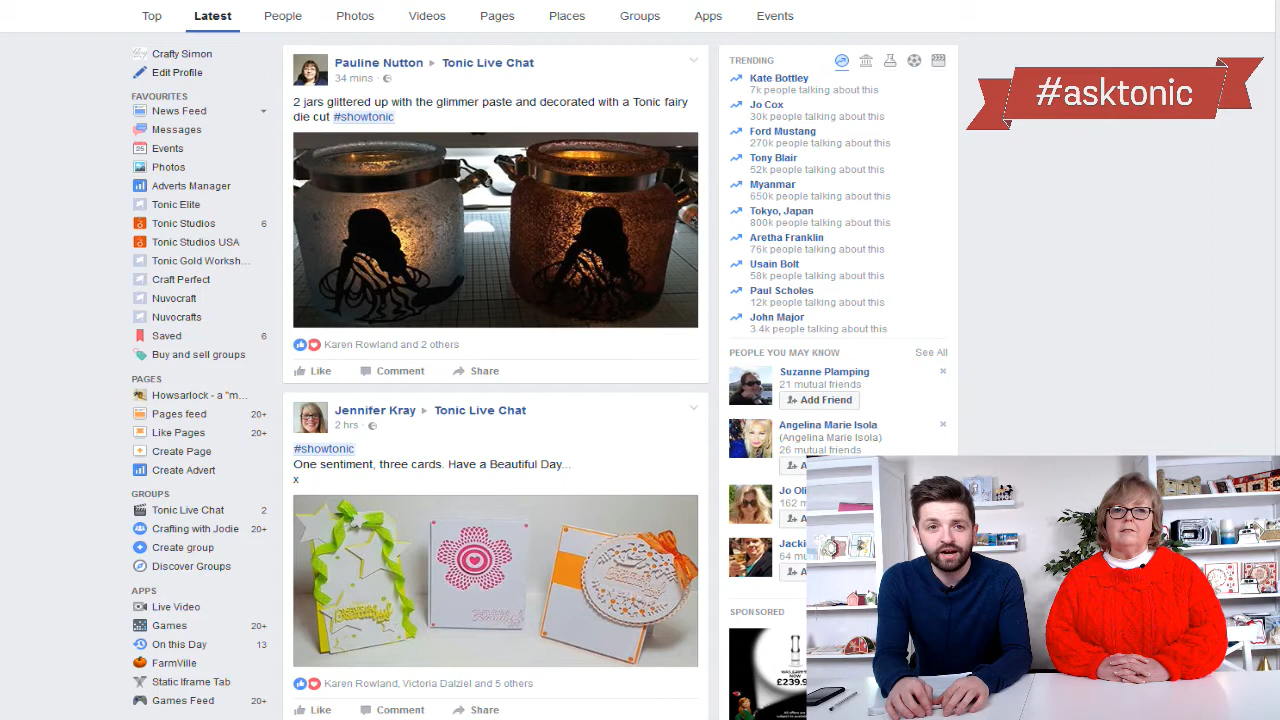 Top Latest People Photos Videos Pages Places Groups Apps Events
Crafty Simon
Edit Profile
FAVOURITES
News Feed
Messages
Events
Photos
Adverts Manager
Tonic Elite
Tonic Studios 6
Tonic Studios USA
Tonic Gold Worksh...
Craft Perfect
Nuvocraft
Nuvocrafts
Saved 6
Buy and sell groups
PAGES
Howsarlock - a "m...
Pages feed 20+
Like Pages 20+
Create Page
Create Advert
GROUPS
Tonic Live Chat 2
Crafting with Jodie 20+
Create group
Discover Groups
APPS
Live Video
Games 20+
On this Day 13
FarmVille
Static Iframe Tab
Games Feed 20+
Pauline Nutton Tonic Live Chat
34 mins
2 jars glittered up with the glimmer paste and decorated with a Tonic fairy
die cut #showtonic
Karen Rowland and 2 others
Like Comment Share
Jennifer Kray Tonic Live Chat
2 hrs
#showtonic
One sentiment, three cards. Have a Beautiful Day...
x
Karen Rowland, Victoria Dalziel and 5 others
Like Comment Share
TRENDING
Kate Bottley
7k people talking about this
Jo Cox
30k people talking about this
Ford Mustang
270k people talking about this
Tony Blair
52k people talking about this
Myanmar
650k people talking about this
Tokyo, Japan
800k people talking about this
Aretha Franklin
76k people talking about this
Usain Bolt
58k people talking about this
Paul Scholes
12k people talking about this
John Major
3.4k people talking about this
PEOPLE YOU MAY KNOW See All
Suzanne Plamping
21 mutual friends
Add Friend
Angelina Marie Isola
(Angelina Marie Isola)
26 mutual friends
A
Jo Oli
162 m
A
Jackie
64 mu
A
SPONSORED
NOW
£239.9
#asktonic